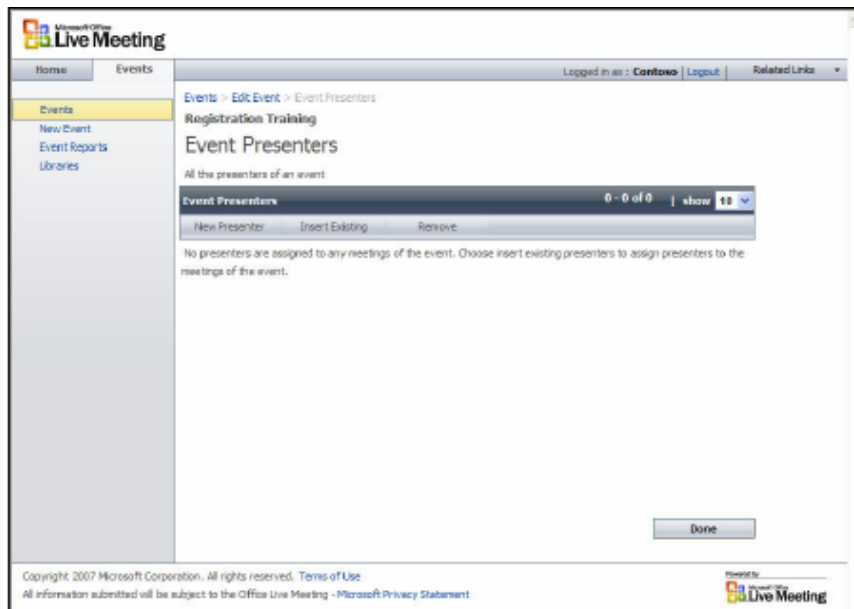 Microsoft Office
Live Meeting
Home Events Logged in as : Contoso | Logout | Related Links
Events
New Event
Event Reports
Libraries
Events > Edit Event > Event Presenters
Registration Training
Event Presenters
All the presenters of an event
Event Presenters 0 - 0 of 0 | show 10
New Presenter Insert Existing Remove
No presenters are assigned to any meetings of the event. Choose insert existing presenters to assign presenters to the
meetings of the event.
Done
Copyright 2007 Microsoft Corporation. All rights reserved. Terms of Use
All information submitted will be subject to the Office Live Meeting - Microsoft Privacy Statement
Powered by
Microsoft Office
Live Meeting